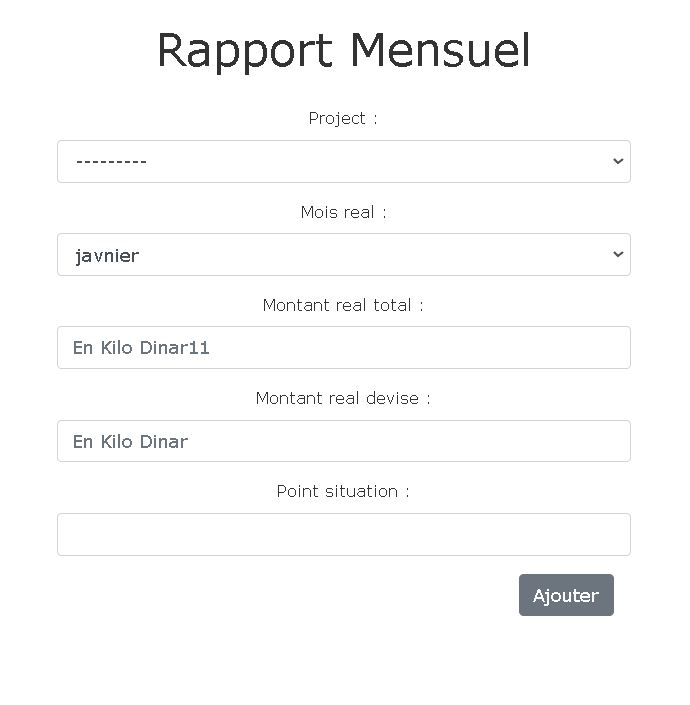 Rapport Mensuel
Project :
---------
Mois real :
javnier
Montant real total :
En Kilo Dinar11
Montant real devise :
En Kilo Dinar
Point situation :
Ajouter